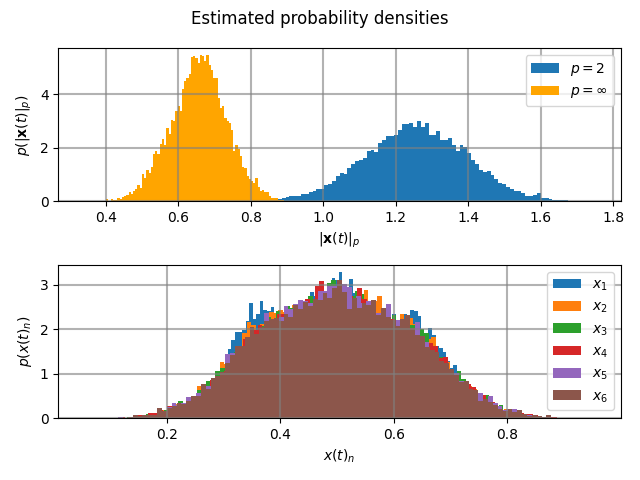 Estimated probability densities
p(|x(t)|ₚ)
4
2
0
0.4 0.6 0.8 1.0 1.2 1.4 1.6 1.8
|x(t)|ₚ
p = 2
p = ∞
p(x(t)ₙ)
3
2
1
0
0.2 0.4 0.6 0.8
x(t)ₙ
x₁
x₂
x₃
x₄
x₅
x₆